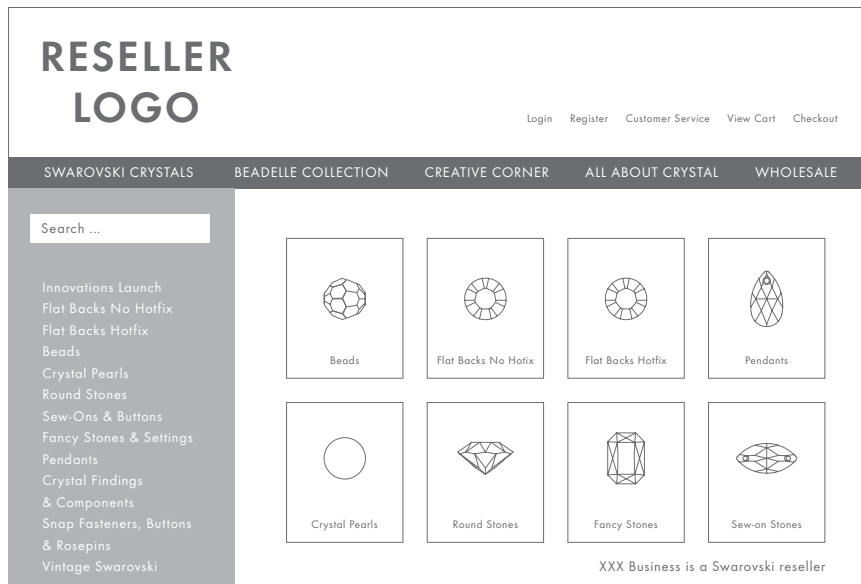 RESELLER
LOGO
Login Register Customer Service View Cart Checkout
SWAROVSKI CRYSTALS BEADELLE COLLECTION CREATIVE CORNER ALL ABOUT CRYSTAL WHOLESALE
Search ...
Innovations Launch
Flat Backs No Hotfix
Flat Backs Hotfix
Beads
Crystal Pearls
Round Stones
Sew-Ons & Buttons
Fancy Stones & Settings
Pendants
Crystal Findings
& Components
Snap Fasteners, Buttons
& Rosepins
Vintage Swarovski
Beads Flat Backs No Hotix Flat Backs Hotfix Pendants
Crystal Pearls Round Stones Fancy Stones Sew-on Stones
XXX Business is a Swarovski reseller